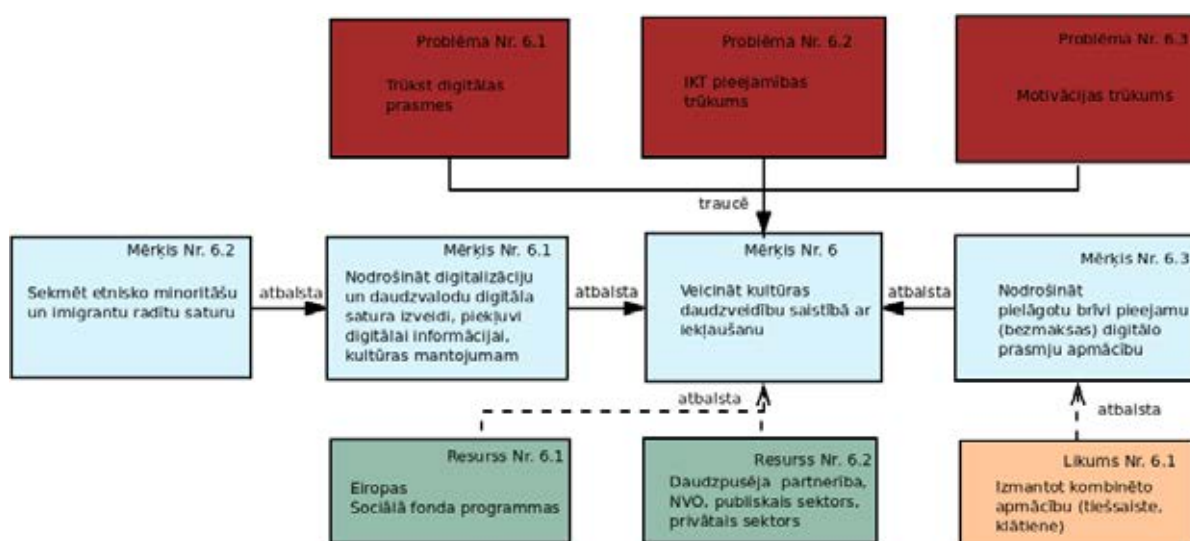 Problēma Nr. 6.1
Trūkst digitālas
prasmes
Problēma Nr. 6.2
IKT pieejamības
trūkums
Problēma Nr. 6.3
Motivācijas trūkums
traucē
Mērķis Nr. 6.2
Sekmēt etnisko minoritāšu
un imigrantu radītu saturu
atbalsta
Mērķis Nr. 6.1
Nodrošināt digitalizāciju
un daudzvalodu digitāla
satura izveidi, piekļuvi
digitālai informācijai,
kultūras mantojumam
atbalsta
Mērķis Nr. 6
Veicināt kultūras
daudzveidību saistībā ar
iekļaušanu
atbalsta
Mērķis Nr. 6.3
Nodrošināt
pielāgotu brīvi pieejamu
(bezmaksas) digitālo
prasmju apmācību
atbalsta
atbalsta
Resurss Nr. 6.1
Eiropas
Sociālā fonda programmas
Resurss Nr. 6.2
Daudzpusēja partnerība,
NVO, publiskais sektors,
privātais sektors
Likums Nr. 6.1
Izmantot kombinēto
apmācību (tiešsaiste,
klātiene)